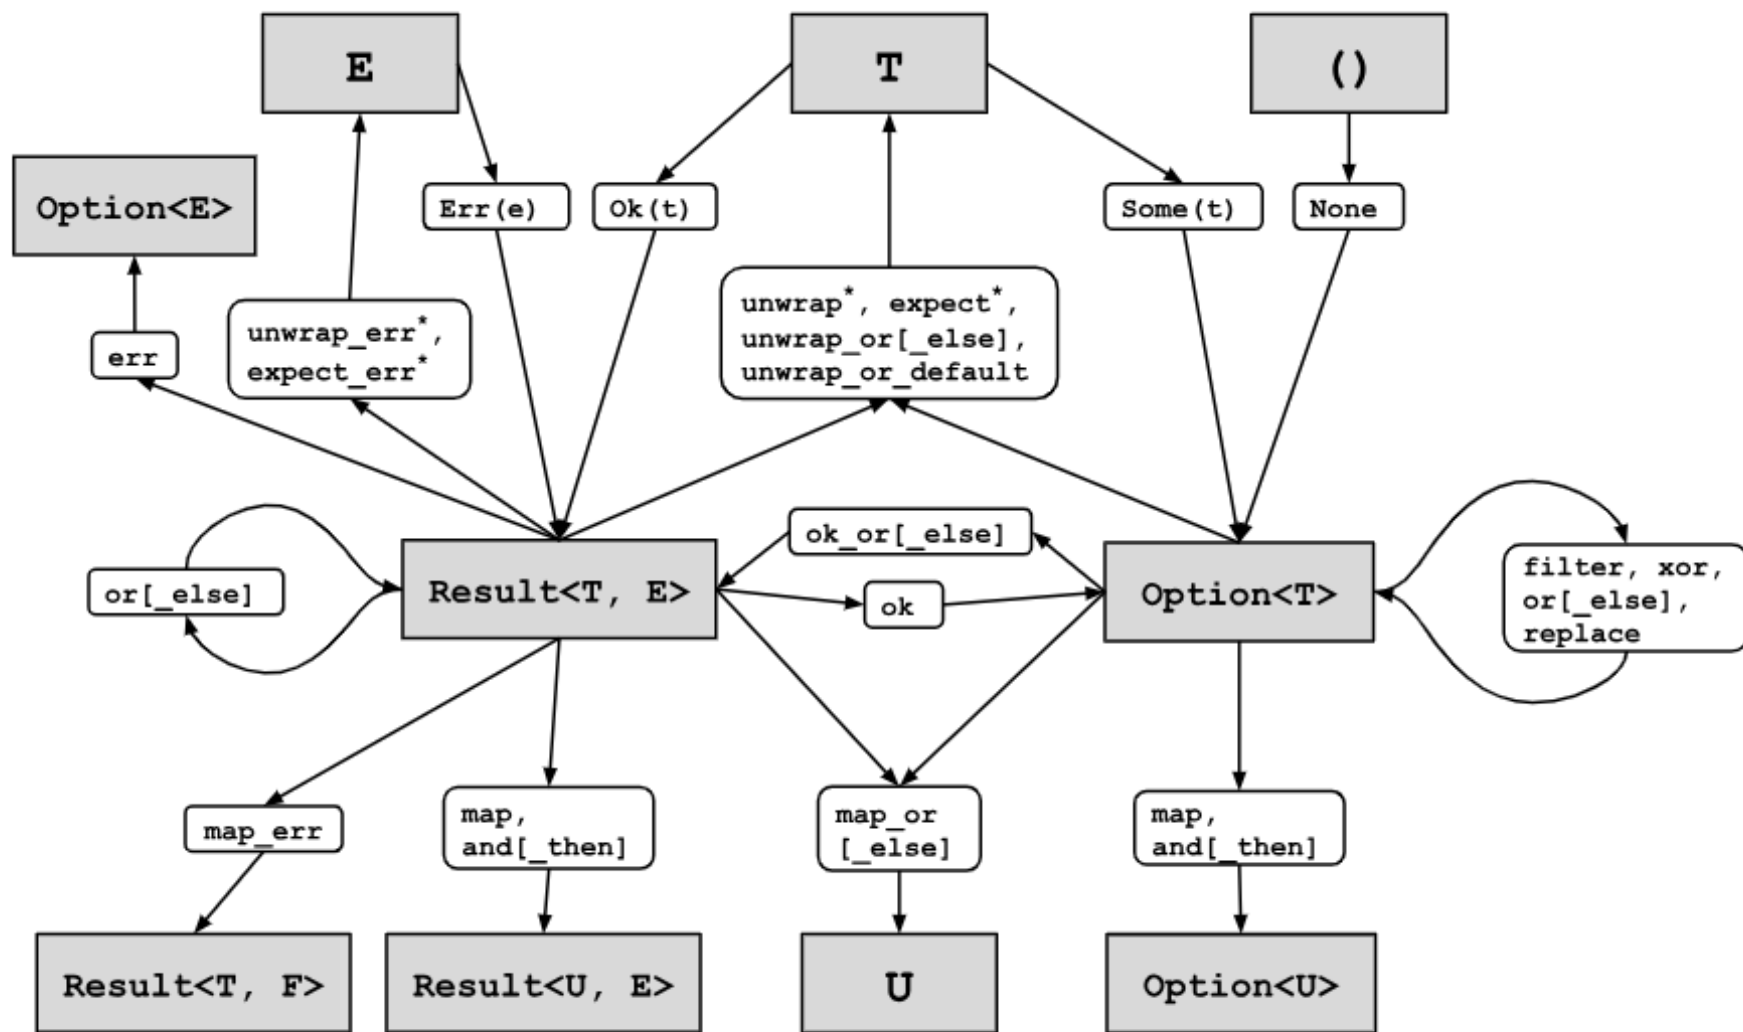 E
T
()
Option<E>
Err(e)
Ok(t)
Some(t)
None
unwrap_err*,
expect_err*
unwrap*, expect*,
unwrap_or[_else],
unwrap_or_default
err
ok_or[_else]
or[_else]
Result<T, E>
ok
Option<T>
filter, xor,
or[_else],
replace
map_err
map,
and[_then]
map_or
[_else]
map,
and[_then]
Result<T, F>
Result<U, E>
U
Option<U>